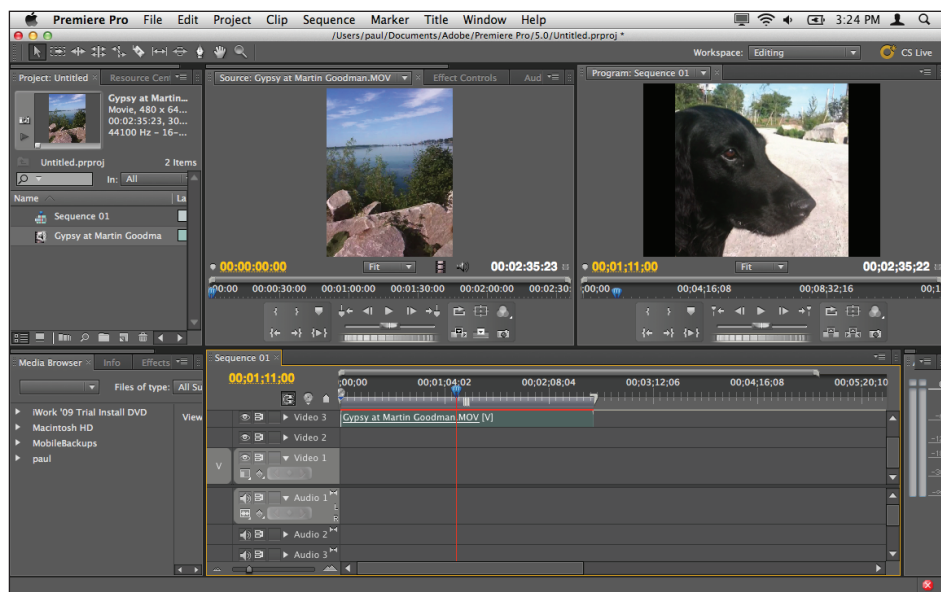 Premiere Pro File Edit Project Clip Sequence Marker Title Window Help 3:24 PM
/Users/paul/Documents/Adobe/Premiere Pro/5.0/Untitled.prproj *
Workspace: Editing CS Live
Project: Untitled × Resource Cen
Source: Gypsy at Martin Goodman.MOV × Effect Controls Aud
Program: Sequence 01
Gypsy at Martin...
Movie, 480 x 64...
00:02:35:23, 30...
44100 Hz - 16-...
Untitled.prproj 2 Items
In: All
Name La
Sequence 01
Gypsy at Martin Goodma
00:00:00:00 Fit 00:02:35:23
00;01;11;00 Fit 00;02;35;22
00:00 00:00:30:00 00:01:00:00 00:01:30:00 00:02:00:00 00:02:30:
;00;00 00;04;16;08 00;08;32;16 00;1
Media Browser × Info Effects
Files of type: All Su
iWork '09 Trial Install DVD View
Macintosh HD
MobileBackups
paul
Sequence 01 ×
00;01;11;00
;00;00 00;01;04;02 00;02;08;04 00;03;12;06 00;04;16;08 00;05;20;10
Video 3 Gypsy at Martin Goodman.MOV [V]
Video 2
V Video 1
Audio 1
L
R
Audio 2
Audio 3